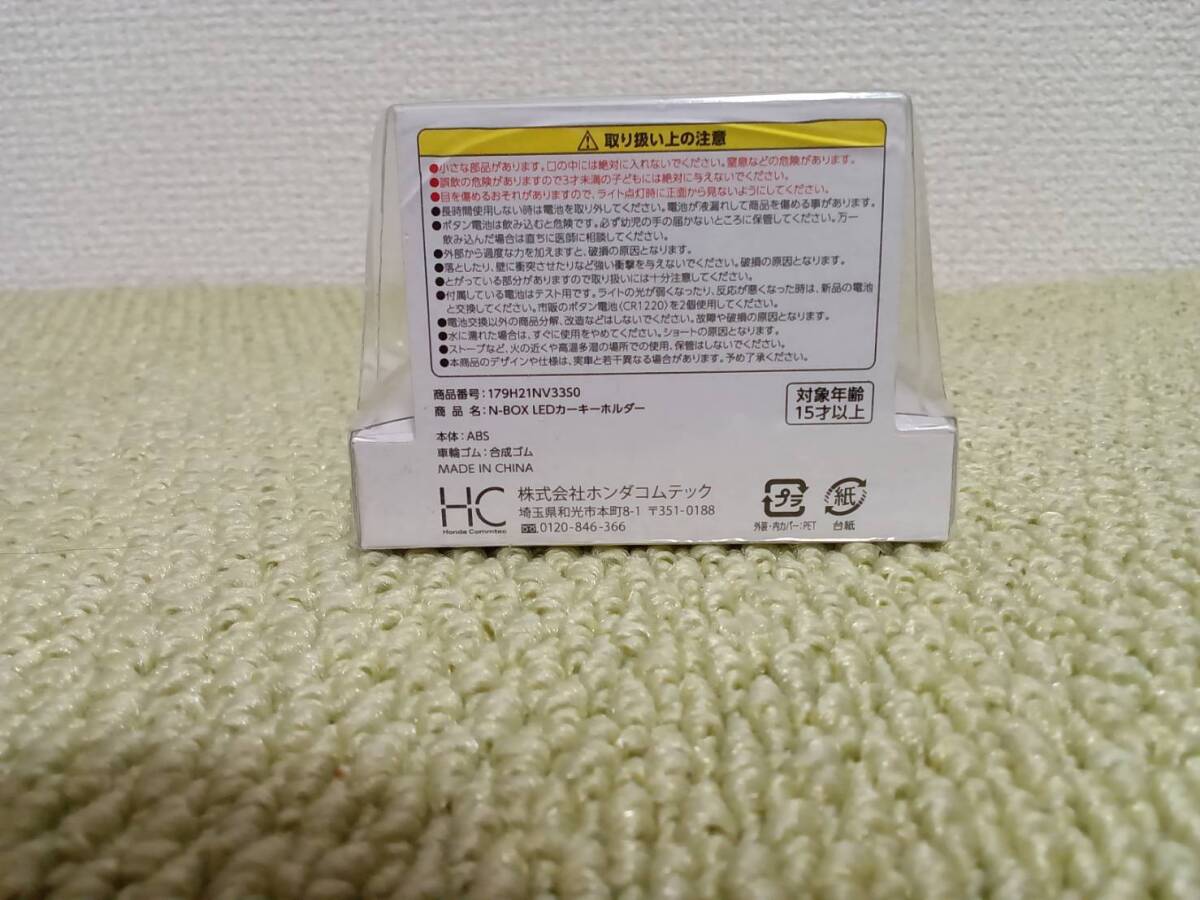 ⚠ 取り扱い上の注意
●小さな部品があります。口の中には絶対に入れないでください。窒息などの危険があります。
●誤飲の危険がありますので3才未満の子どもには絶対に与えないでください。
●目を傷めるおそれがありますので、ライト点灯時に正面から見ないようにしてください。
●長時間使用しない時は電池を取り外してください。電池が液漏れして商品を傷める事があります。
●ボタン電池は飲み込むと危険です。必ず幼児の手の届かないところに保管してください。万一
飲み込んだ場合は直ちに医師に相談してください。
●外部から過度な力を加えますと、破損の原因となります。
●落としたり、壁に衝突させたりなど強い衝撃を与えないでください。破損の原因となります。
●とがっている部分がありますので取り扱いには十分注意してください。
●付属している電池はテスト用です。ライトの光が弱くなったり、反応が悪くなった時は、新品の電池
と交換してください。市販のボタン電池(CR1220)を2個使用してください。
●電池交換以外の商品分解、改造などはしないでください。故障や破損の原因となります。
●水に濡れた場合は、すぐに使用をやめてください。ショートの原因となります。
●ストーブなど、火の近くや高温多湿の場所での使用、保管はしないでください。
●本商品のデザインや仕様は、実車と若干異なる場合があります。予め了承ください。
商品番号:179H21NV33S0
商 品 名:N-BOX LEDカーキーホルダー
対象年齢
15才以上
本体:ABS
車輪ゴム:合成ゴム
MADE IN CHINA
HC
Honda Commtec
株式会社ホンダコムテック
埼玉県和光市本町8-1 〒351-0188
0120-846-366
プラ
外装・内カバー:PET
紙
台紙